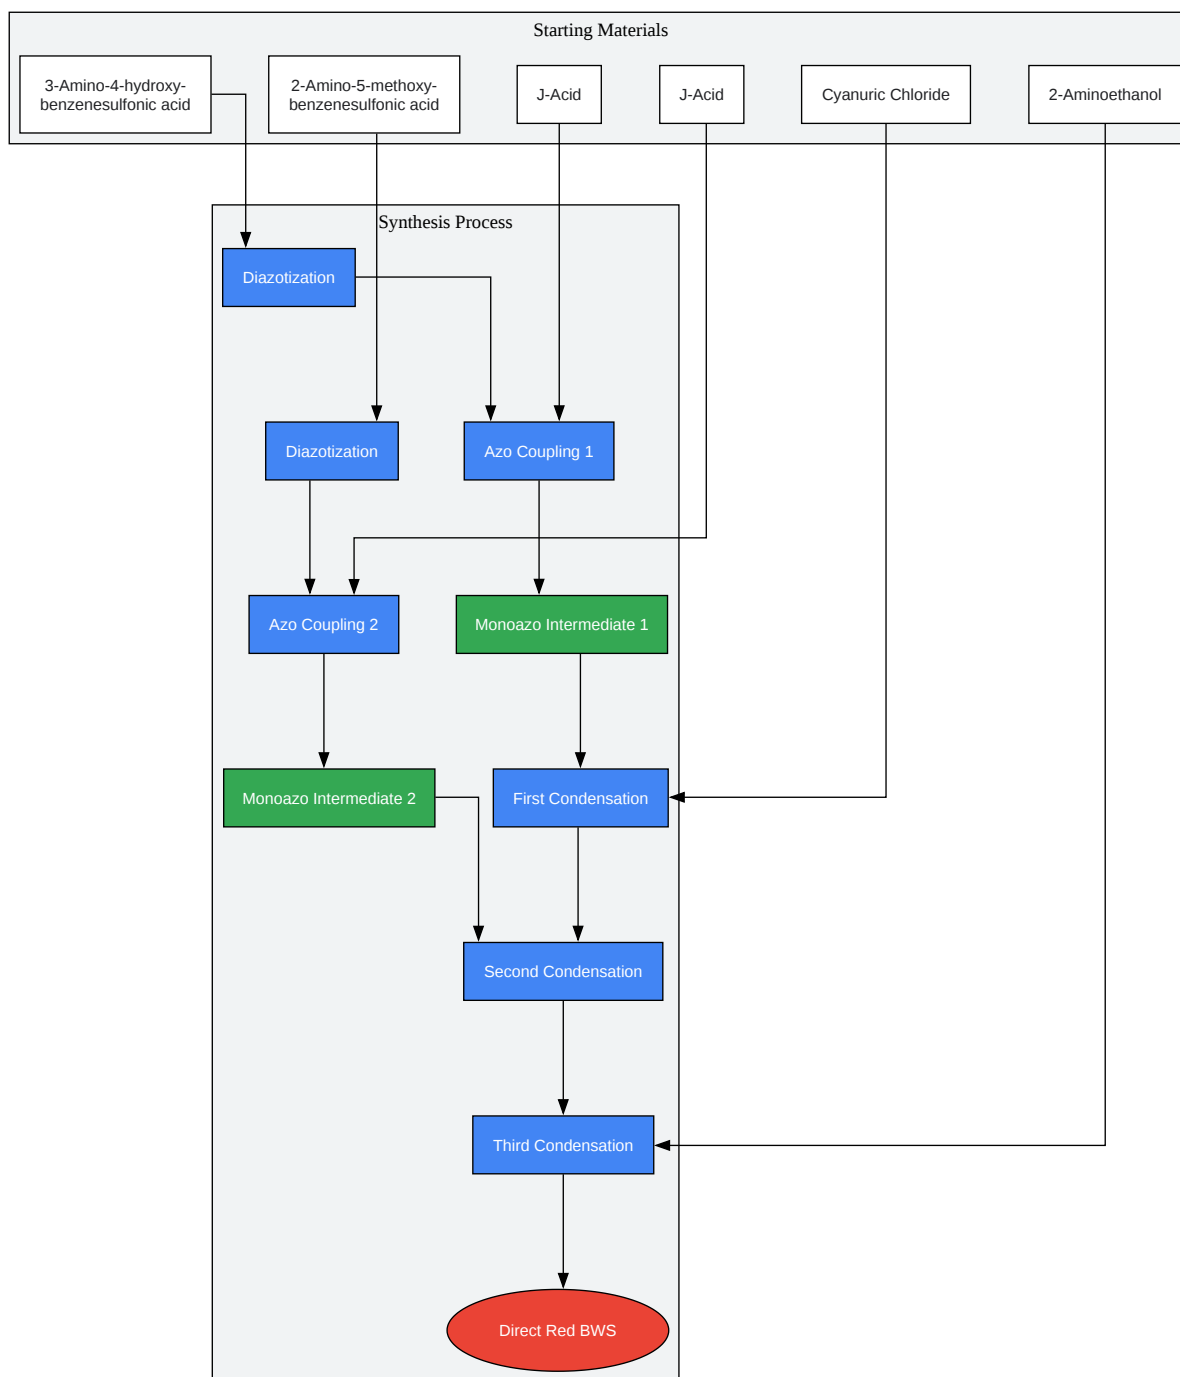 Starting Materials
3-Amino-4-hydroxy-
benzenesulfonic acid
2-Amino-5-methoxy-
benzenesulfonic acid
J-Acid
J-Acid
Cyanuric Chloride
2-Aminoethanol
Synthesis Process
Diazotization
Diazotization
Azo Coupling 1
Azo Coupling 2
Monoazo Intermediate 1
Monoazo Intermediate 2
First Condensation
Second Condensation
Third Condensation
Direct Red BWS